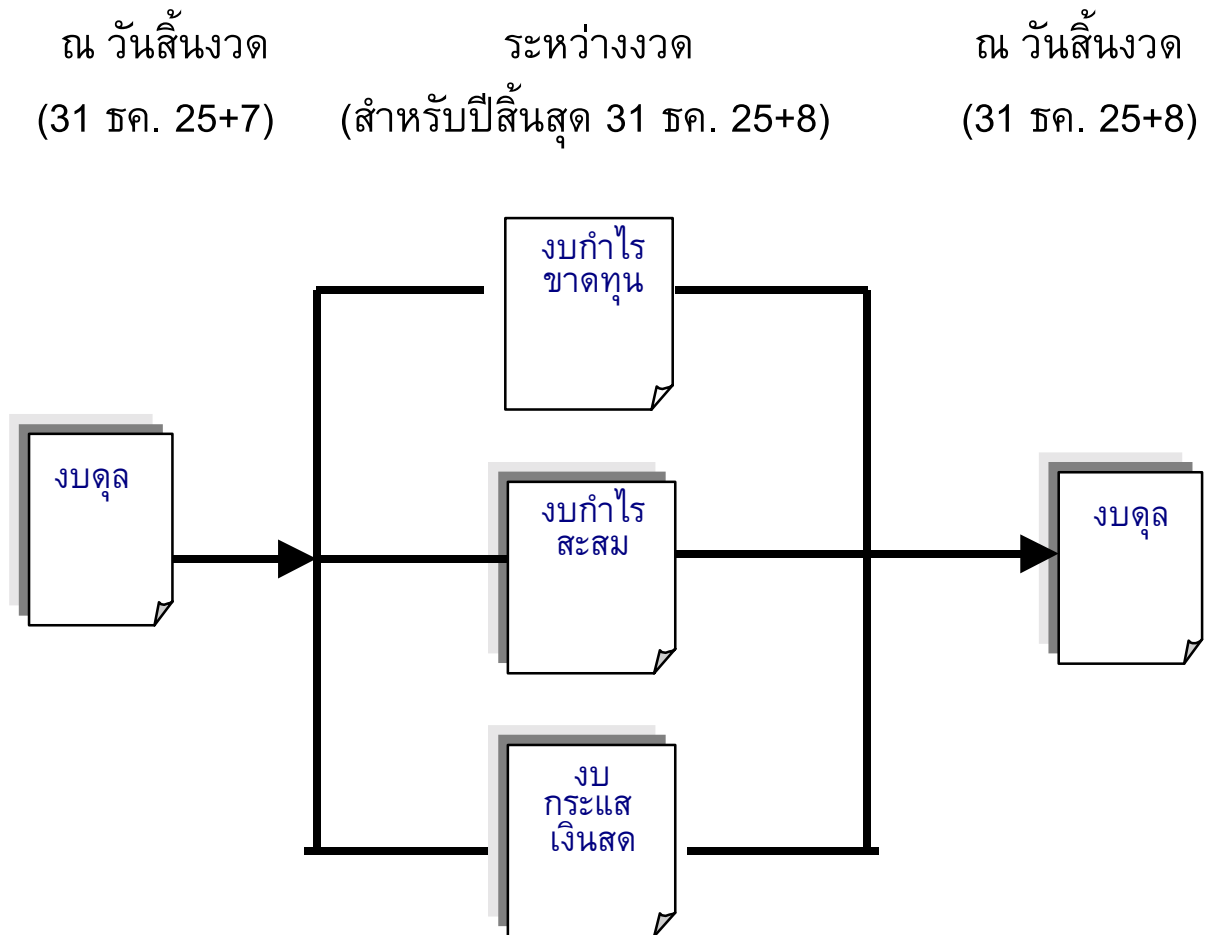 ณ วันสิ้นงวด
(31 ธค. 25+7)
ระหว่างงวด
(สำหรับปีสิ้นสุด 31 ธค. 25+8)
ณ วันสิ้นงวด
(31 ธค. 25+8)
งบกำไร
ขาดทุน
งบดุล
งบกำไร
สะสม
งบดุล
งบ
กระแส
เงินสด